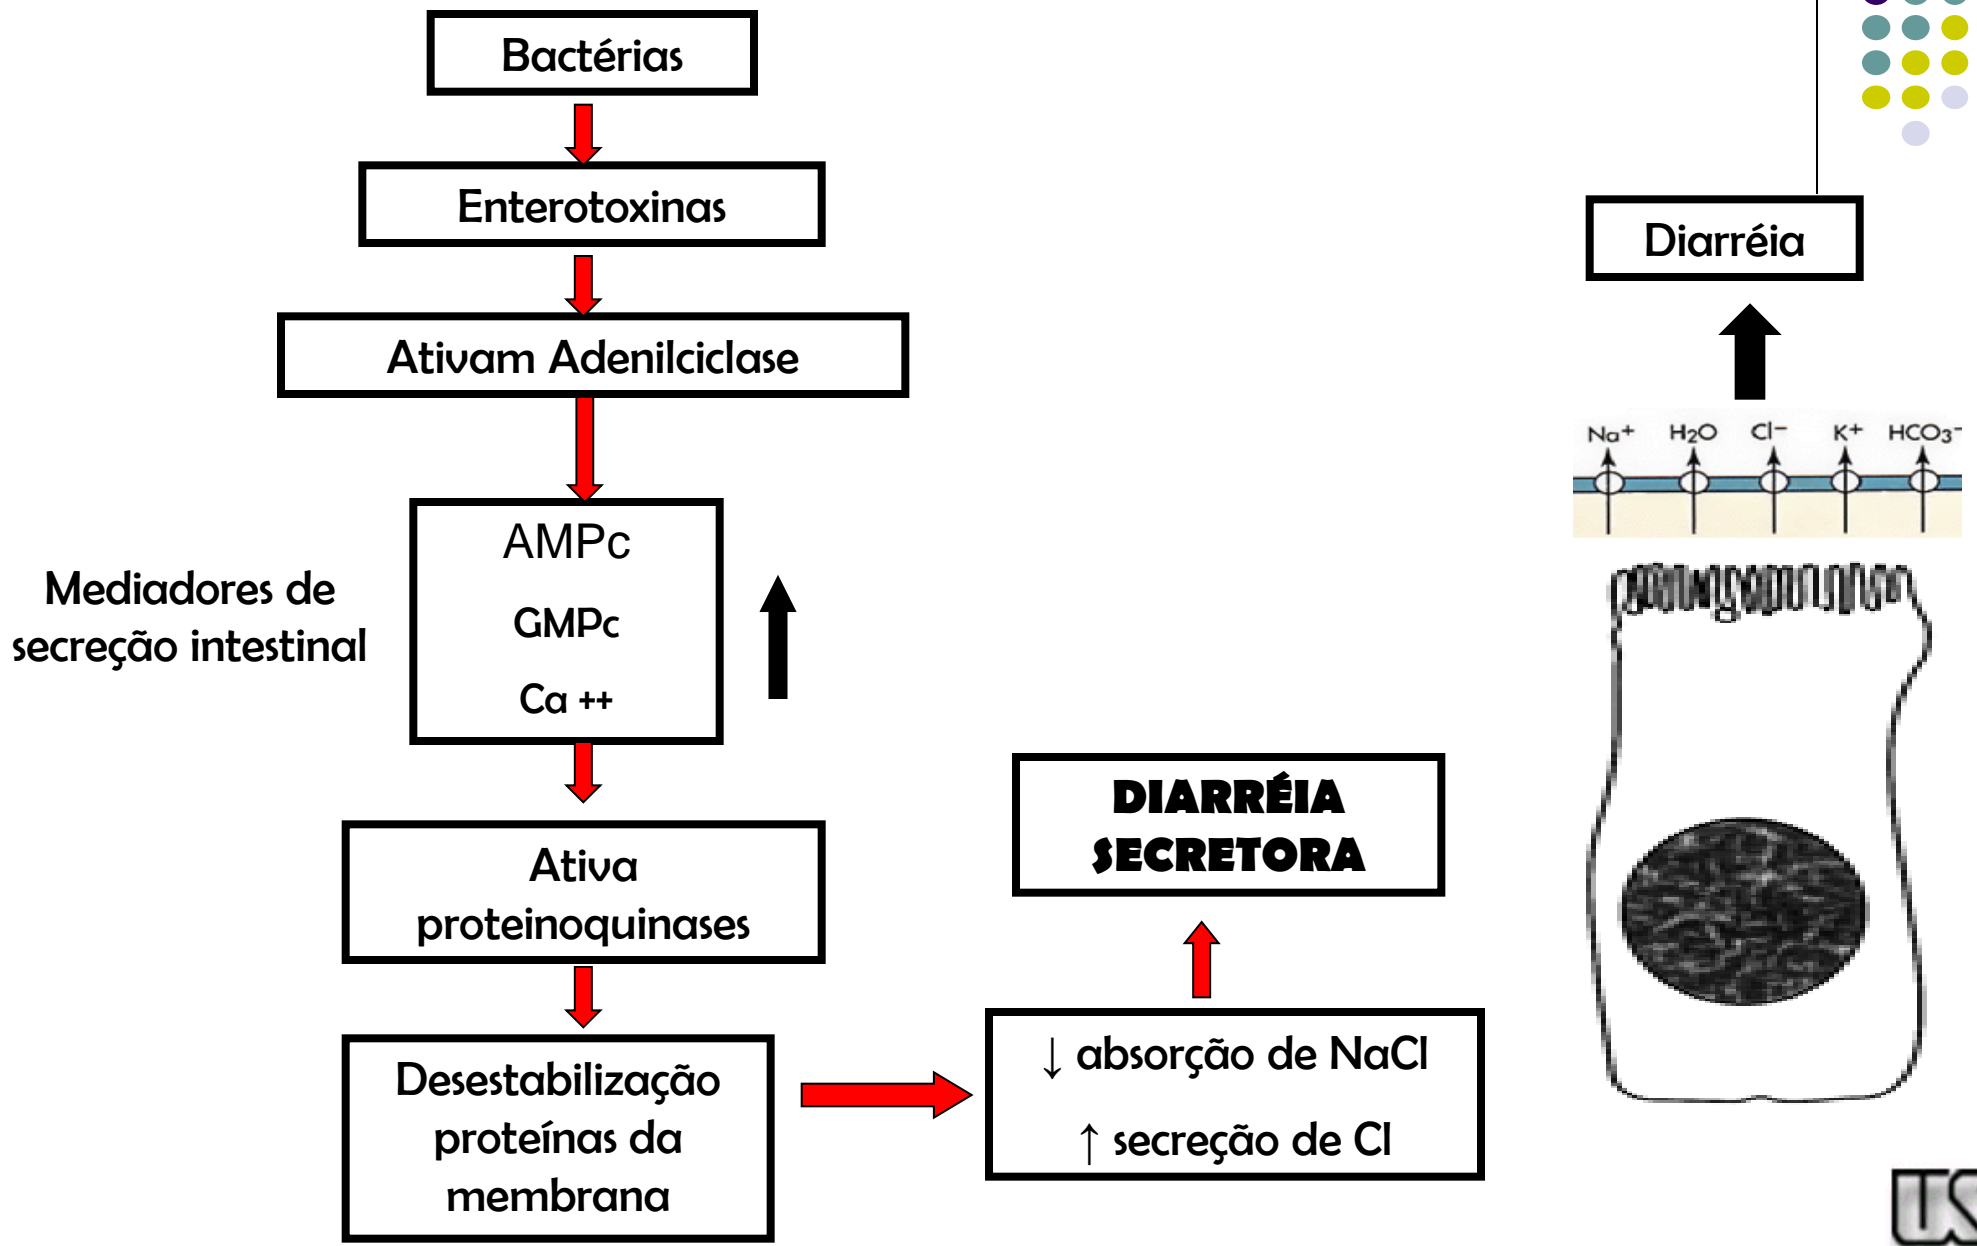 Bactérias
Enterotoxinas
Ativam Adenilciclase
Mediadores de
secreção intestinal
AMPc
GMPc
Ca ++
Ativa
proteinoquinases
Desestabilização
proteínas da
membrana
↓ absorção de NaCl
↑ secreção de Cl
DIARRÉIA
SECRETORA
Diarréia
Na+ H2O Cl− K+ HCO3−